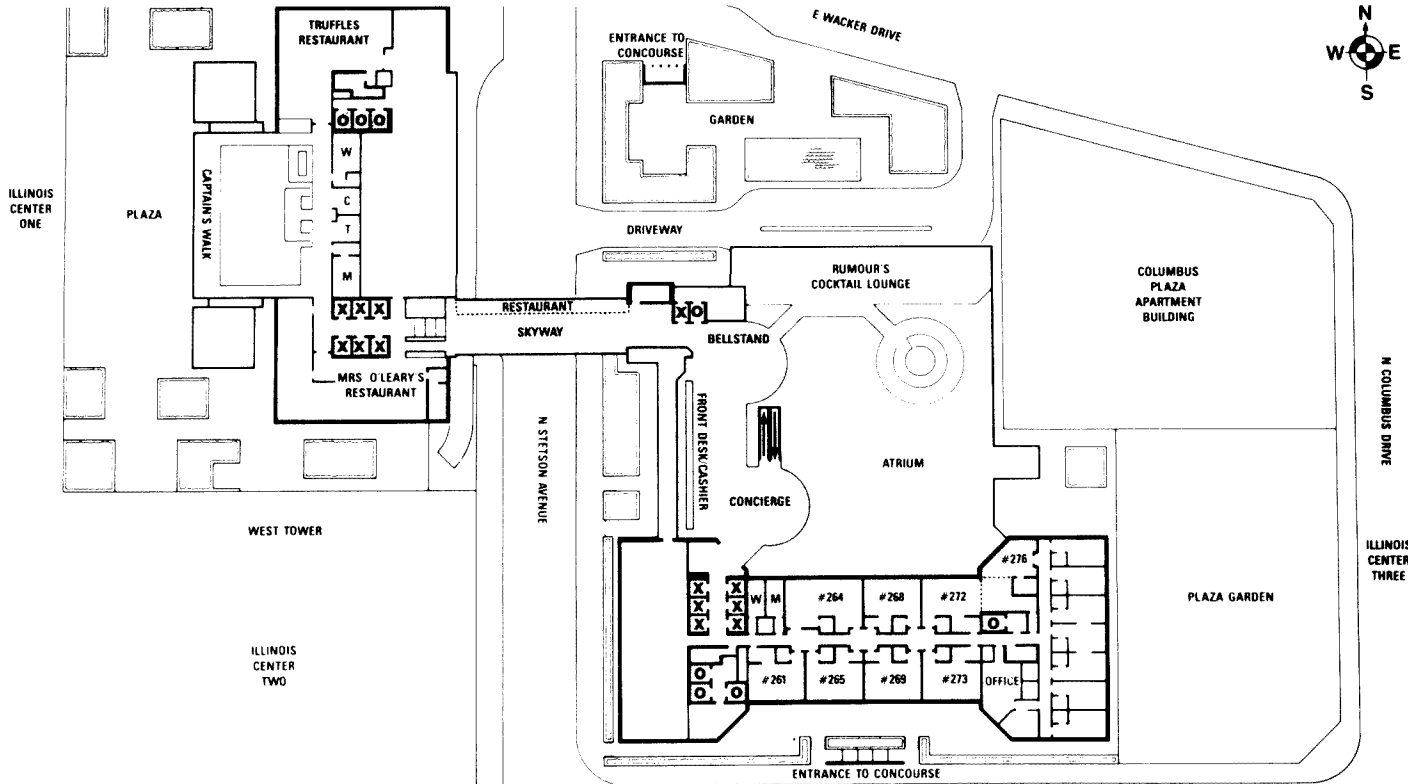 TRUFFLES
RESTAURANT
E WACKER DRIVE
ENTRANCE TO
CONCOURSE
N
W E
S
O O O
GARDEN
W
ILLINOIS
CENTER
ONE
PLAZA
CAPTAIN'S WALK
C
T
M
DRIVEWAY
RUMOUR'S
COCKTAIL LOUNGE
COLUMBUS
PLAZA
APARTMENT
BUILDING
X X X
RESTAURANT
SKYWAY
X O
BELLSTAND
X X X
MRS O'LEARY'S
RESTAURANT
N STETSON AVENUE
FRONT DESK/CASHIER
N COLUMBUS DRIVE
ATRIUM
CONCIERGE
WEST TOWER
ILLINOIS
CENTER
THREE
#276
X X
X X
X X
W M
#264
#268
#272
O
PLAZA GARDEN
ILLINOIS
CENTER
TWO
O
O O
#261
#265
#269
#273
OFFICE
ENTRANCE TO CONCOURSE